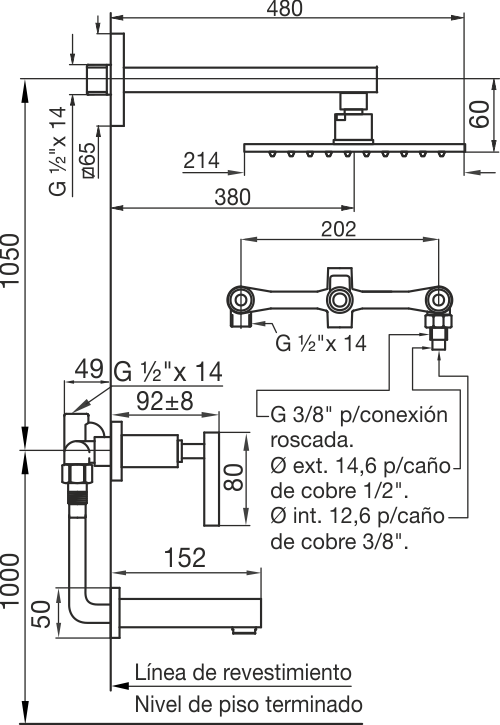 480
G ½"x 14
⌀65
60
214
380
1050
202
G ½"x 14
49
G ½"x 14
92±8
G 3/8" p/conexión
roscada.
Ø ext. 14,6 p/caño
de cobre 1/2".
Ø int. 12,6 p/caño
de cobre 3/8".
80
1000
152
50
Línea de revestimiento
Nivel de piso terminado